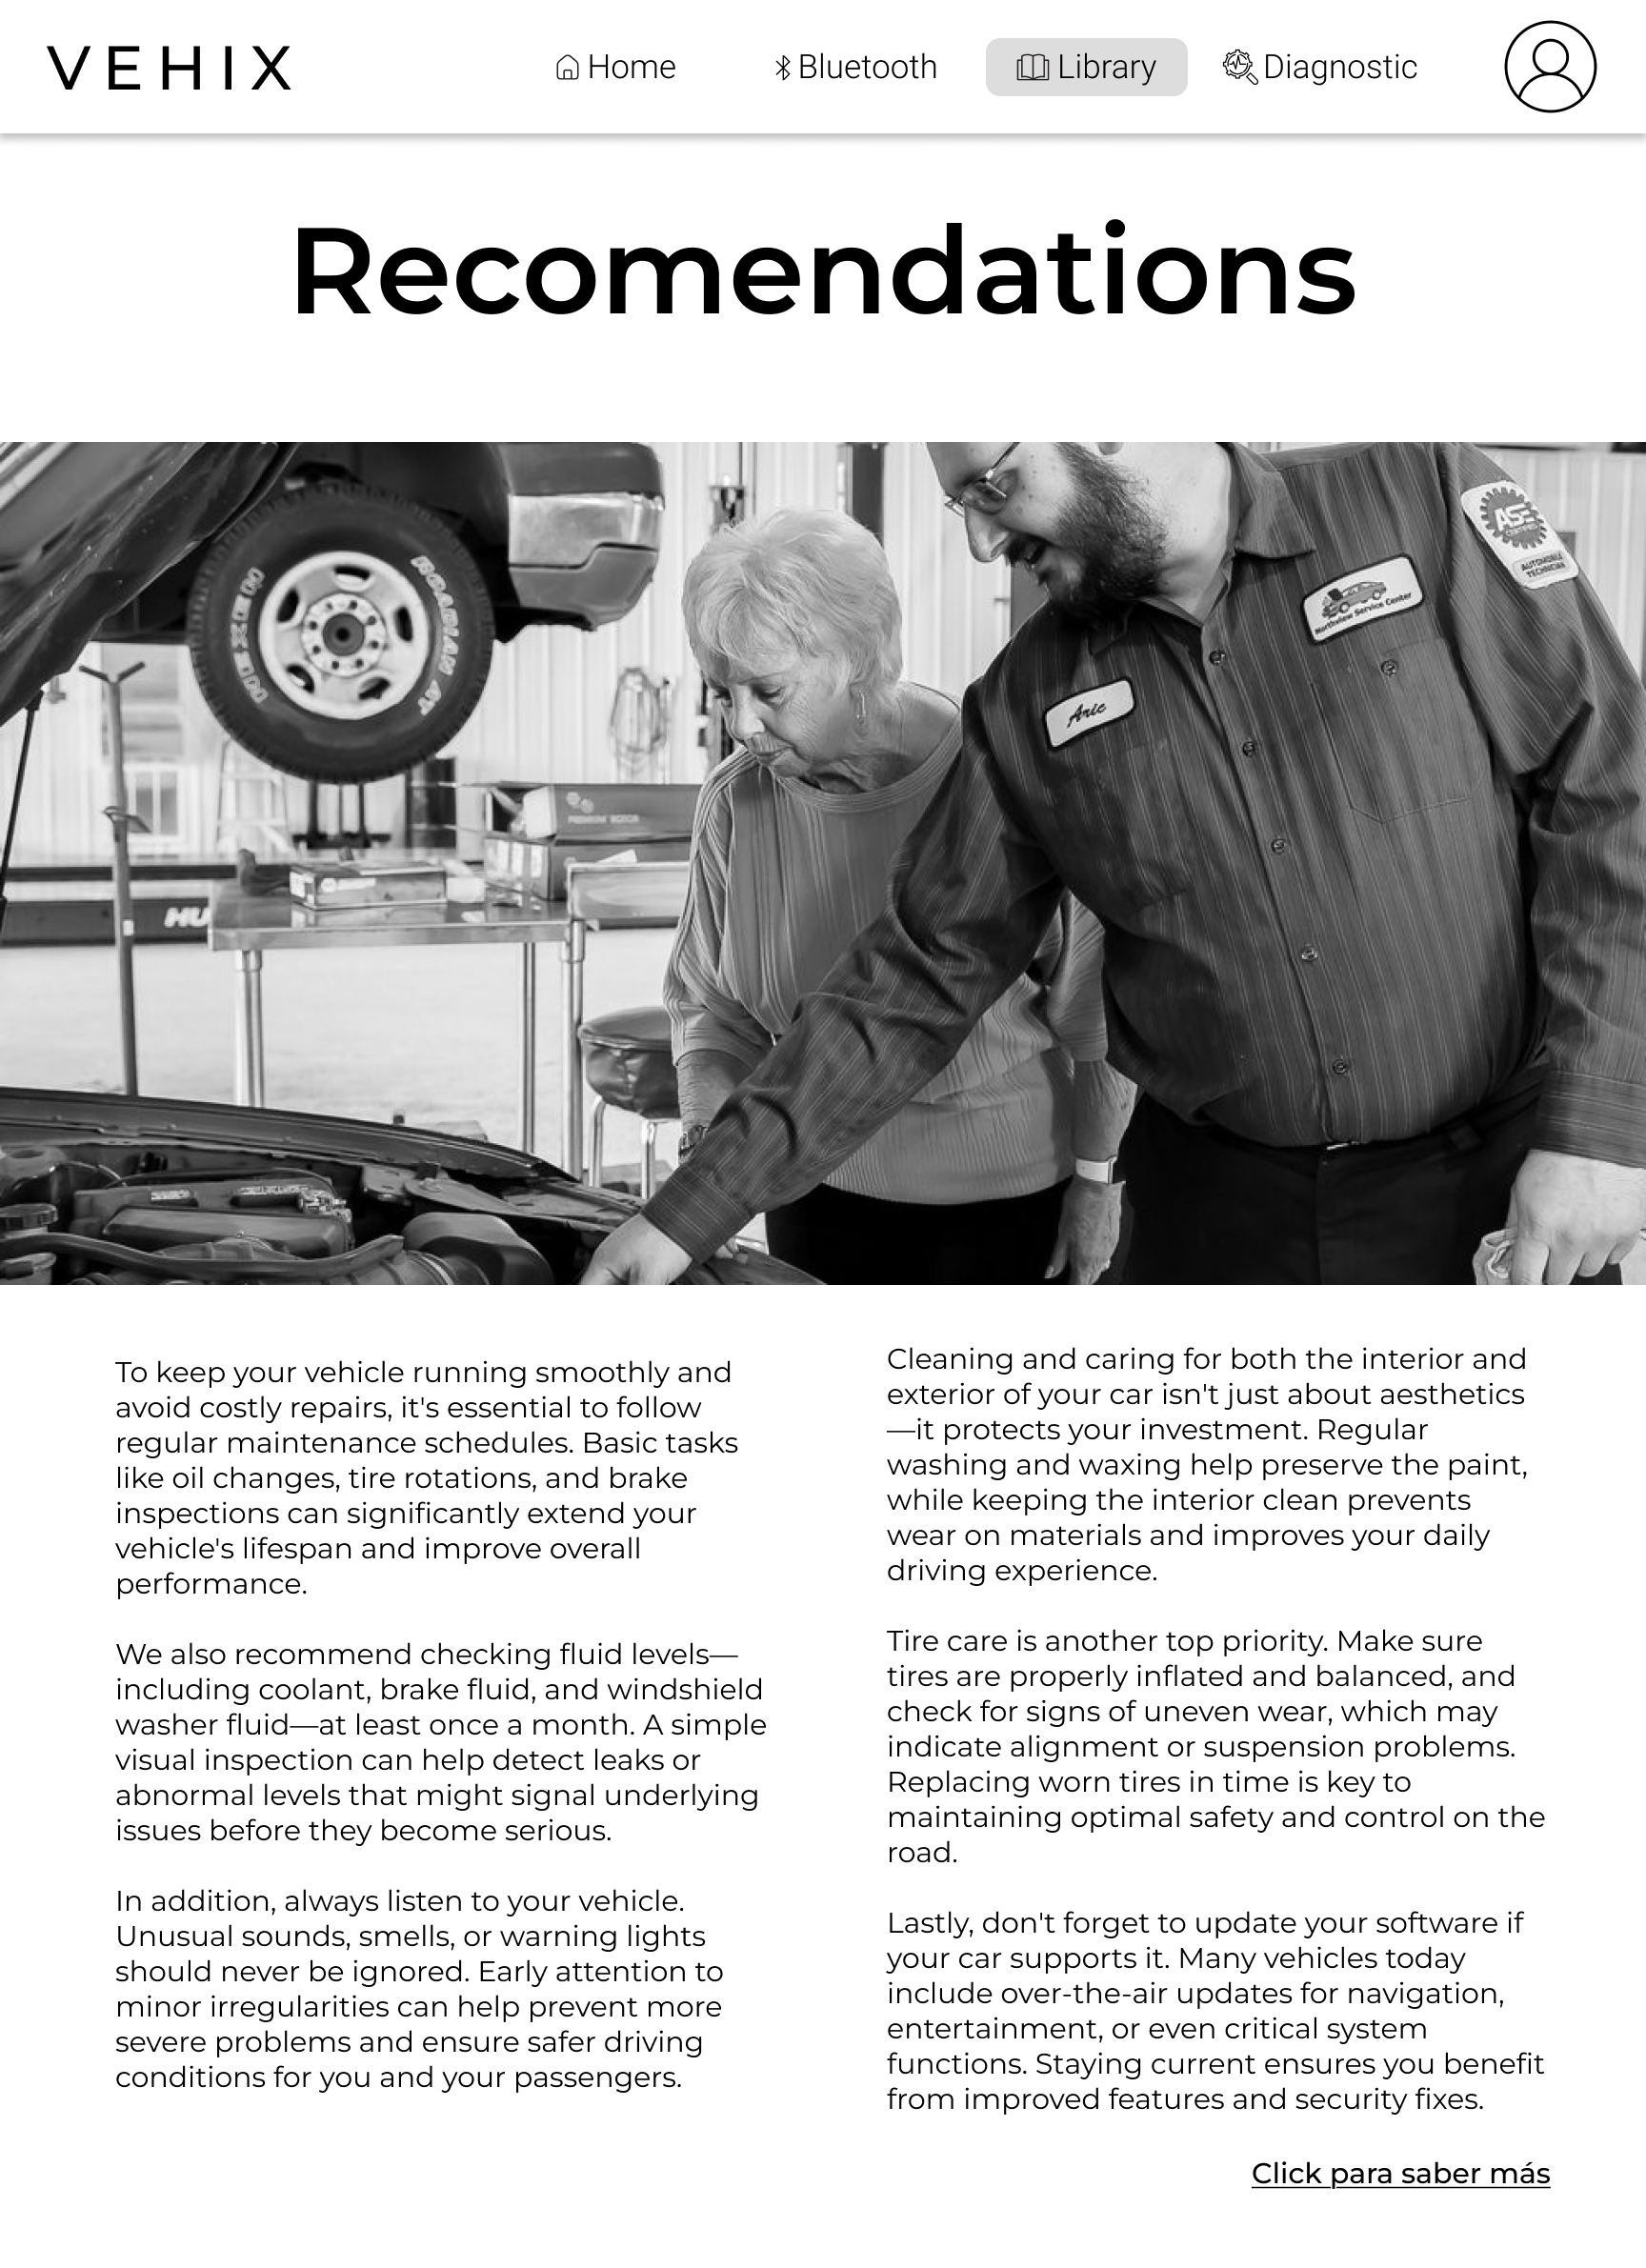 VEHIX
Home
Bluetooth
Library
Diagnostic
Recomendations
ROADIAN AT
HU
PREMIUM ROTOR
ASE
AUTOMOBILE
TECHNICIAN
Northview Service Center
Aric
To keep your vehicle running smoothly and
avoid costly repairs, it's essential to follow
regular maintenance schedules. Basic tasks
like oil changes, tire rotations, and brake
inspections can significantly extend your
vehicle's lifespan and improve overall
performance.
We also recommend checking fluid levels—
including coolant, brake fluid, and windshield
washer fluid—at least once a month. A simple
visual inspection can help detect leaks or
abnormal levels that might signal underlying
issues before they become serious.
In addition, always listen to your vehicle.
Unusual sounds, smells, or warning lights
should never be ignored. Early attention to
minor irregularities can help prevent more
severe problems and ensure safer driving
conditions for you and your passengers.
Cleaning and caring for both the interior and
exterior of your car isn't just about aesthetics
—it protects your investment. Regular
washing and waxing help preserve the paint,
while keeping the interior clean prevents
wear on materials and improves your daily
driving experience.
Tire care is another top priority. Make sure
tires are properly inflated and balanced, and
check for signs of uneven wear, which may
indicate alignment or suspension problems.
Replacing worn tires in time is key to
maintaining optimal safety and control on the
road.
Lastly, don't forget to update your software if
your car supports it. Many vehicles today
include over-the-air updates for navigation,
entertainment, or even critical system
functions. Staying current ensures you benefit
from improved features and security fixes.
Click para saber más